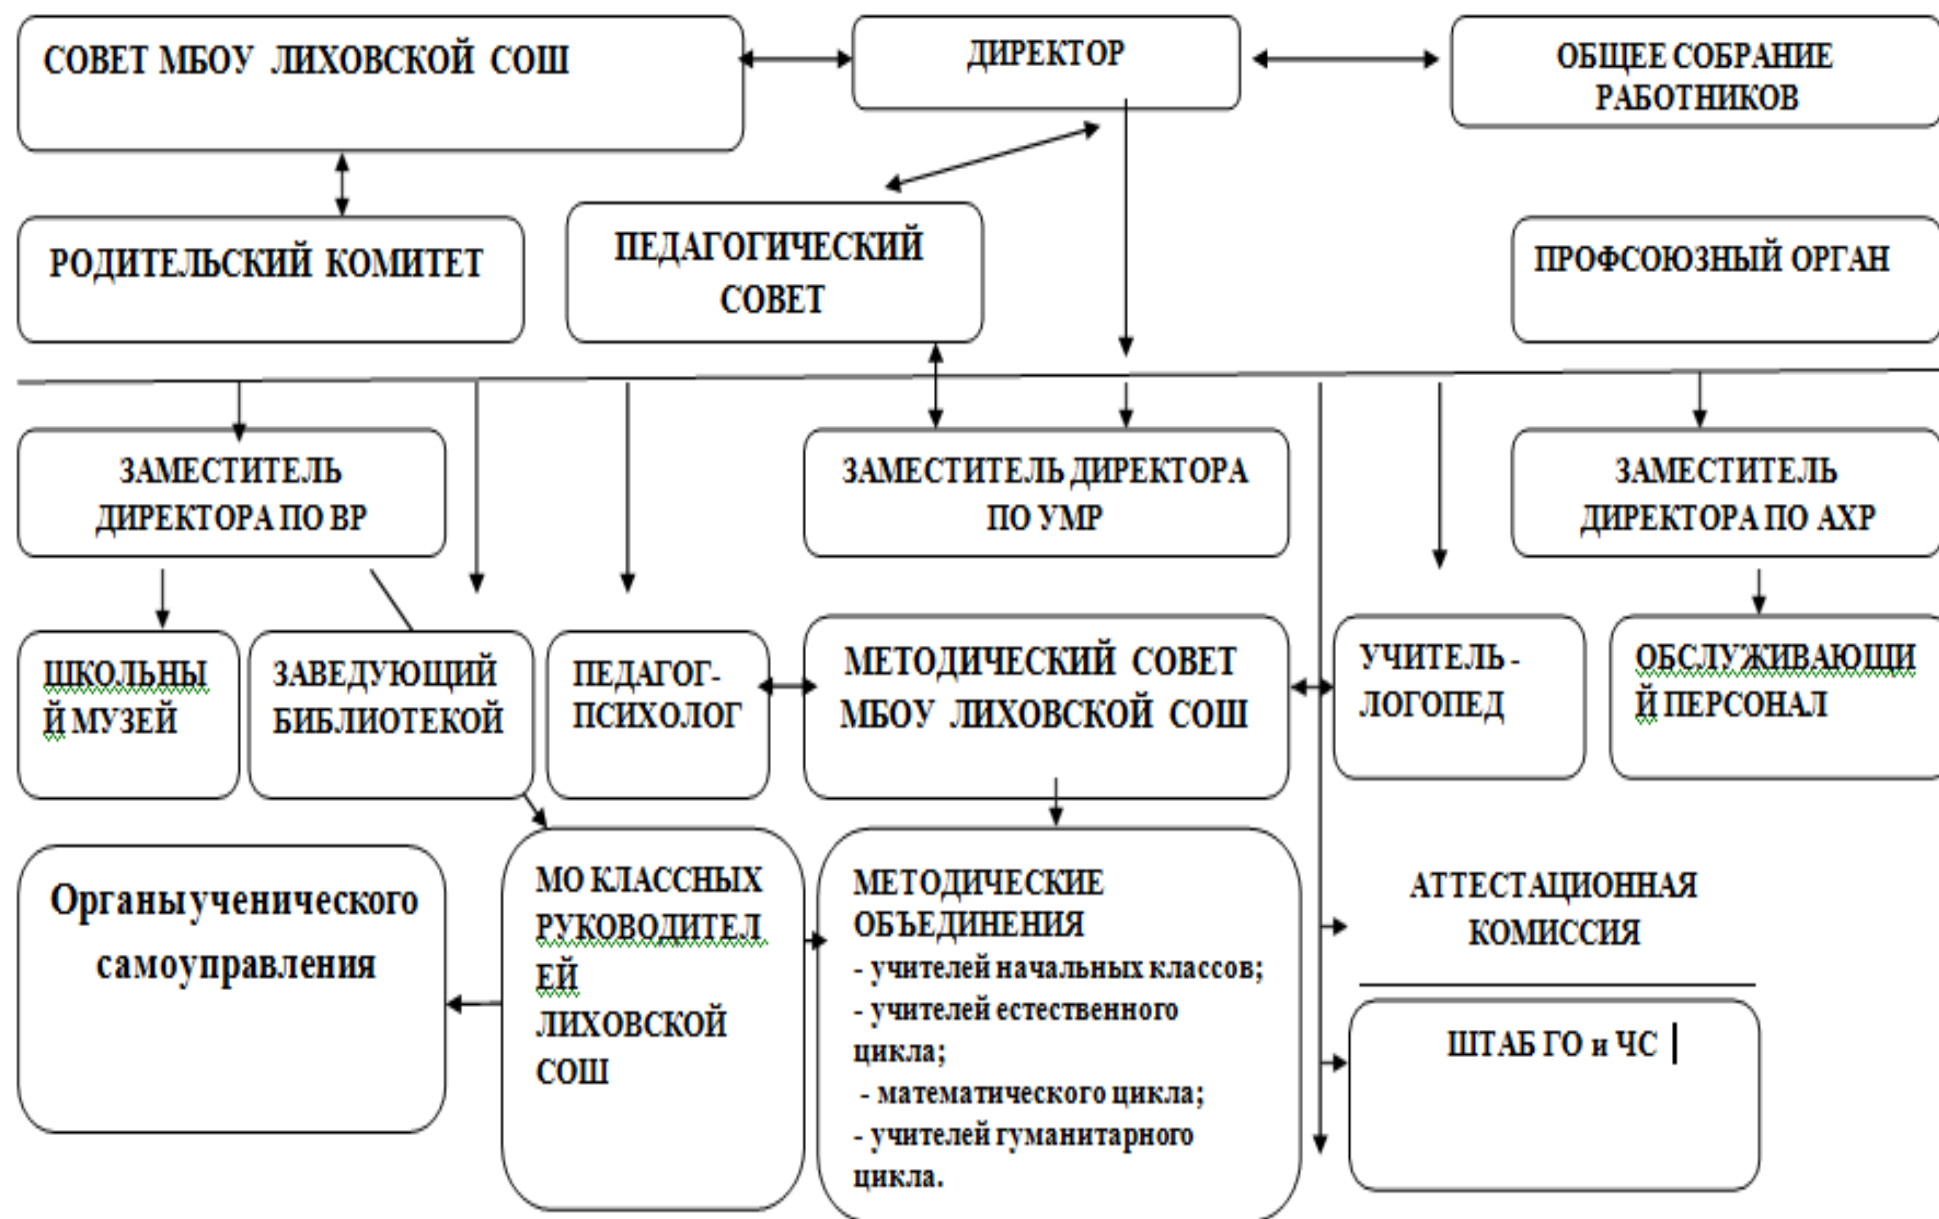 СОВЕТ МБОУ ЛИХОВСКОЙ СОШ
ДИРЕКТОР
ОБЩЕЕ СОБРАНИЕ
РАБОТНИКОВ
РОДИТЕЛЬСКИЙ КОМИТЕТ
ПЕДАГОГИЧЕСКИЙ
СОВЕТ
ПРОФСОЮЗНЫЙ ОРГАН
ЗАМЕСТИТЕЛЬ
ДИРЕКТОРА ПО ВР
ЗАМЕСТИТЕЛЬ ДИРЕКТОРА
ПО УМР
ЗАМЕСТИТЕЛЬ
ДИРЕКТОРА ПО АХР
ШКОЛЬНЫ
Й МУЗЕЙ
ЗАВЕДУЮЩИЙ
БИБЛИОТЕКОЙ
ПЕДАГОГ-
ПСИХОЛОГ
МЕТОДИЧЕСКИЙ СОВЕТ
МБОУ ЛИХОВСКОЙ СОШ
УЧИТЕЛЬ -
ЛОГОПЕД
ОБСЛУЖИВАЮЩИ
Й ПЕРСОНАЛ
Органы ученического
самоуправления
МО КЛАССНЫХ
РУКОВОДИТЕЛ
ЕЙ
ЛИХОВСКОЙ
СОШ
МЕТОДИЧЕСКИЕ
ОБЪЕДИНЕНИЯ
- учителей начальных классов;
- учителей естественного
цикла;
- математического цикла;
- учителей гуманитарного
цикла.
АТТЕСТАЦИОННАЯ
КОМИССИЯ
ШТАБ ГО и ЧС